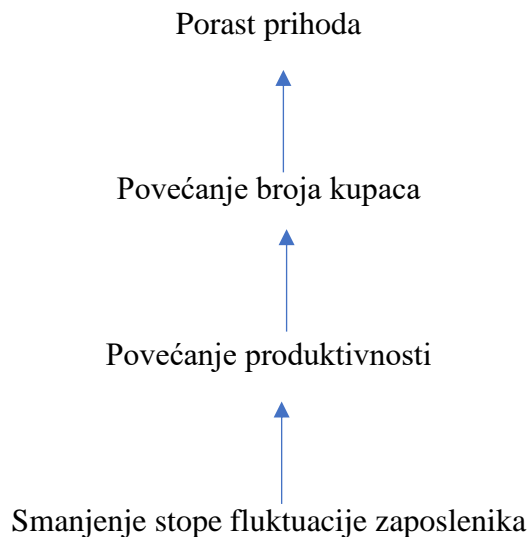 Porast prihoda
Povećanje broja kupaca
Povećanje produktivnosti
Smanjenje stope fluktuacije zaposlenika